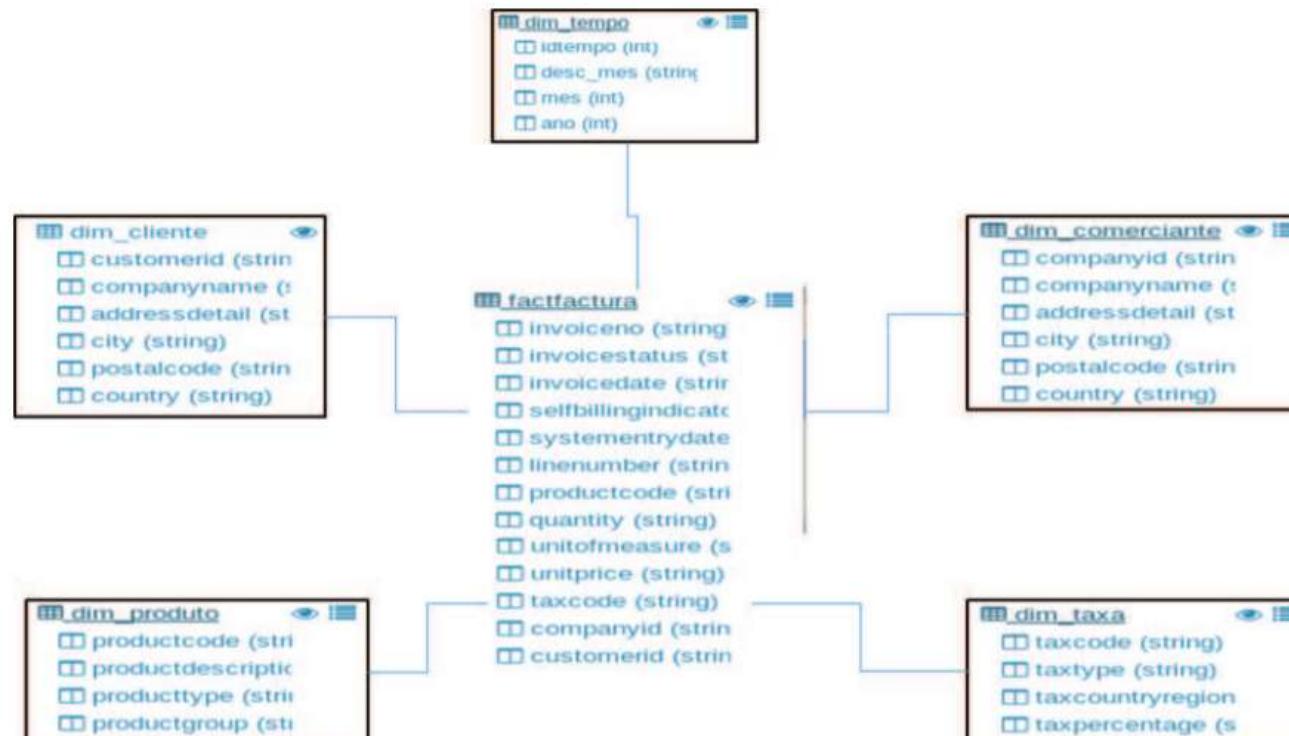 dim_tempo
idtempo (int)
desc_mes (string
mes (int)
ano (int)
dim_cliente
customerid (strin
companyname (s
addressdetail (st
city (string)
postalcode (strin
country (string)
dim_comerciante
companyid (strin
companyname (s
addressdetail (st
city (string)
postalcode (strin
country (string)
factfactura
invoiceno (string
invoicestatus (st
invoicedate (strir
selfbillingindicatc
systementrydate
linenumber (strin
productcode (stri
quantity (string)
unitofmeasure (s
unitprice (string)
taxcode (string)
companyid (strin
customerid (strin
dim_produto
productcode (stri
productdescriptic
producttype (strii
productgroup (sti
dim_taxa
taxcode (string)
taxtype (string)
taxcountryregion
taxpercentage (s